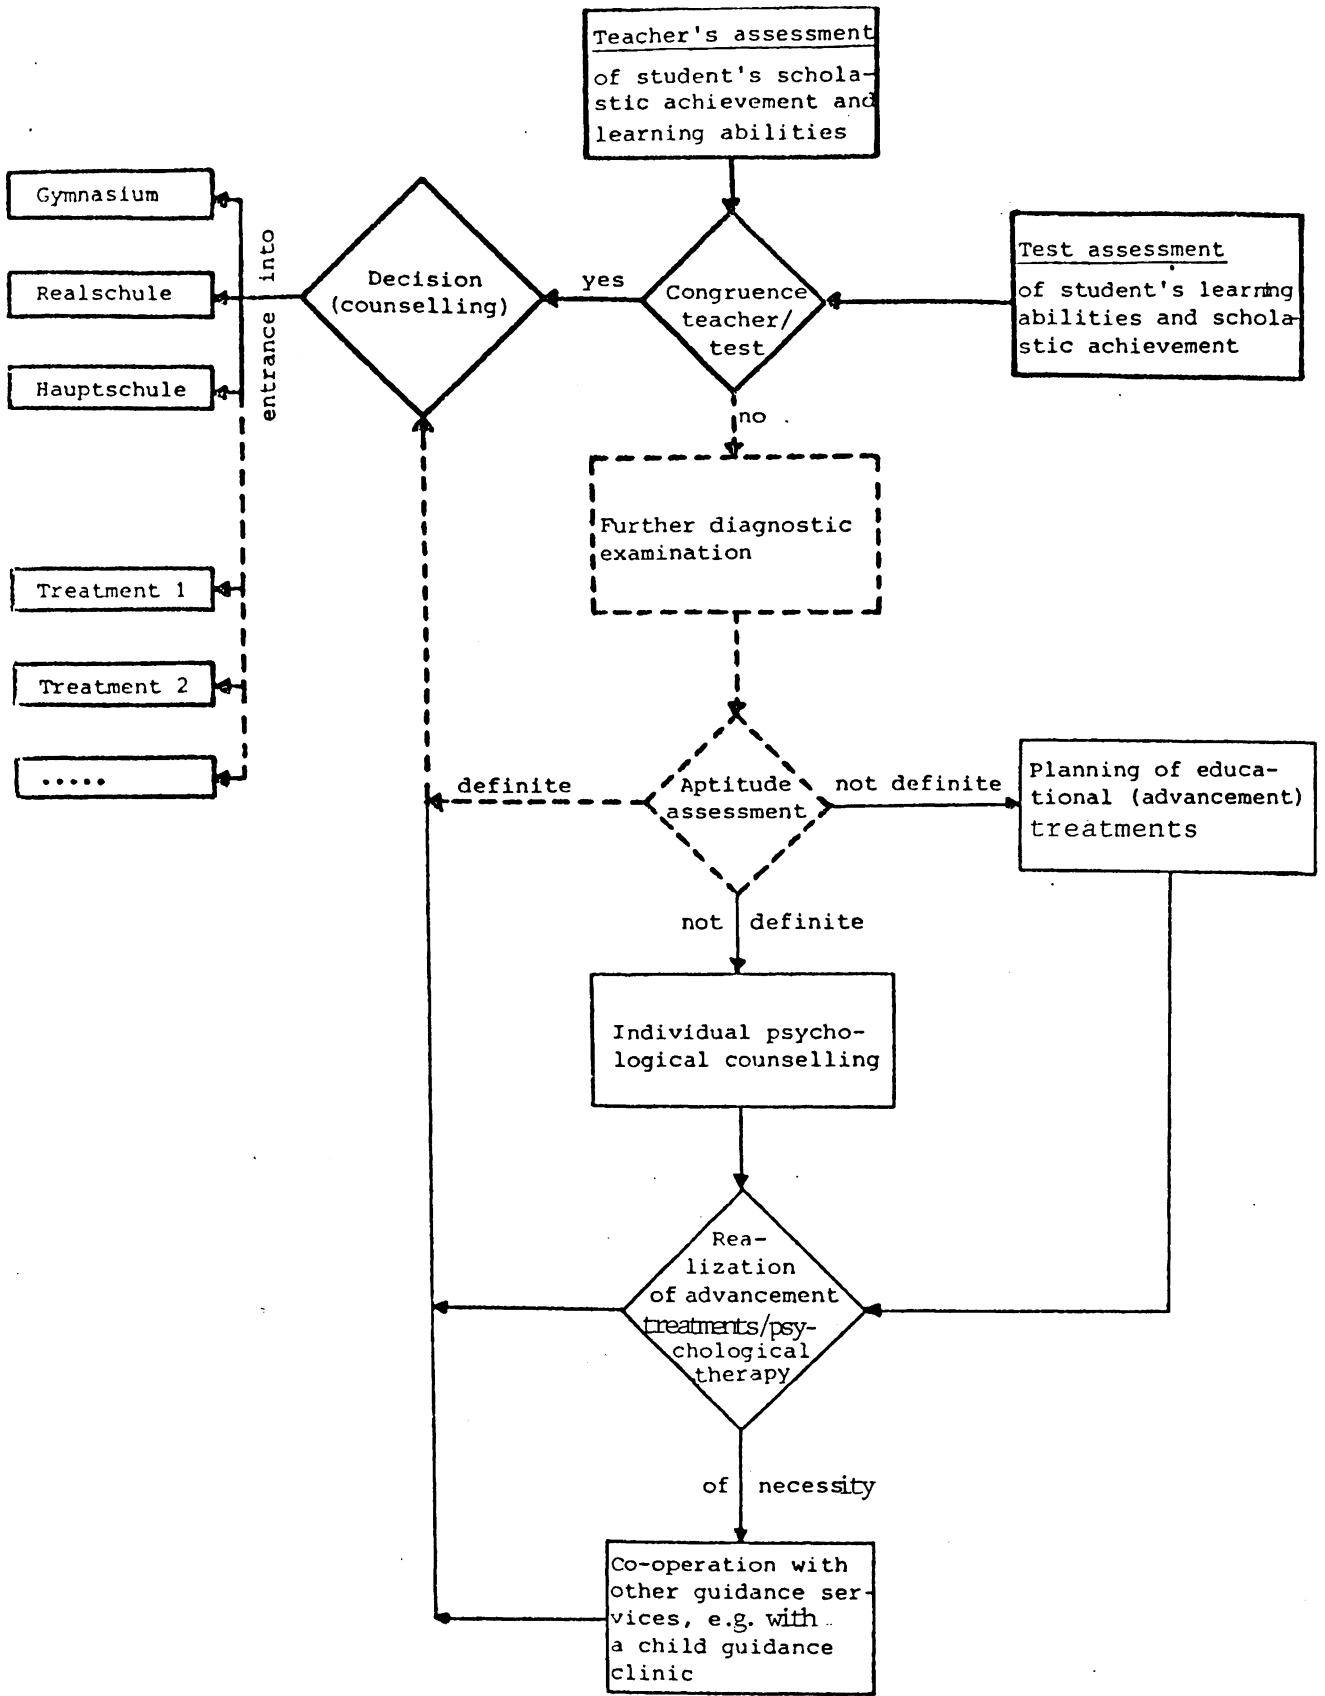 Teacher's assessment
of student's schola-
stic achievement and
learning abilities
Gymnasium
Realschule
Hauptschule
entrance into
Decision
(counselling)
yes
Congruence
teacher/
test
Test assessment
of student's learning
abilities and schola-
stic achievement
no
Further diagnostic
examination
Treatment 1
Treatment 2
.....
definite
Aptitude
assessment
not definite
Planning of educa-
tional (advancement)
treatments
not definite
Individual psycho-
logical counselling
Rea-
lization
of advancement
treatments/psy-
chological
therapy
of necessity
Co-operation with
other guidance ser-
vices, e.g. with
a child guidance
clinic